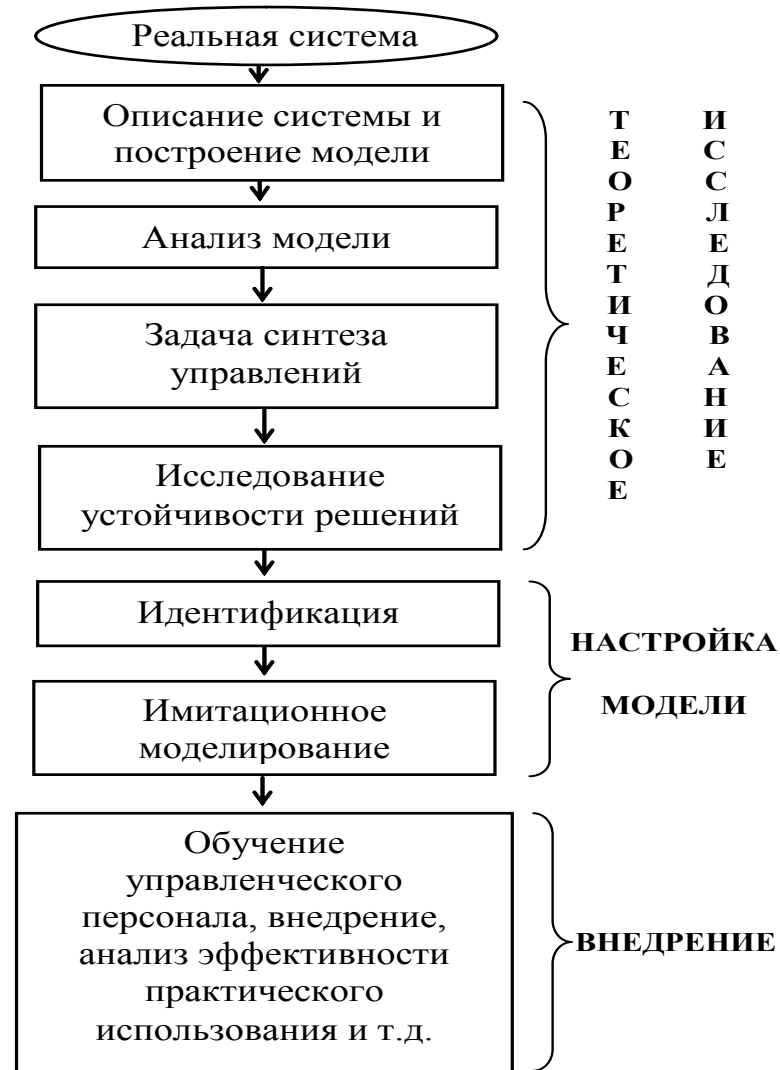 Реальная система
Описание системы и
построение модели
Анализ модели
Задача синтеза
управлений
Исследование
устойчивости решений
ТЕОРЕТИЧЕСКОЕ
ИССЛЕДОВАНИЕ
Идентификация
Имитационное
моделирование
НАСТРОЙКА
МОДЕЛИ
Обучение
управленческого
персонала, внедрение,
анализ эффективности
практического
использования и т.д.
ВНЕДРЕНИЕ